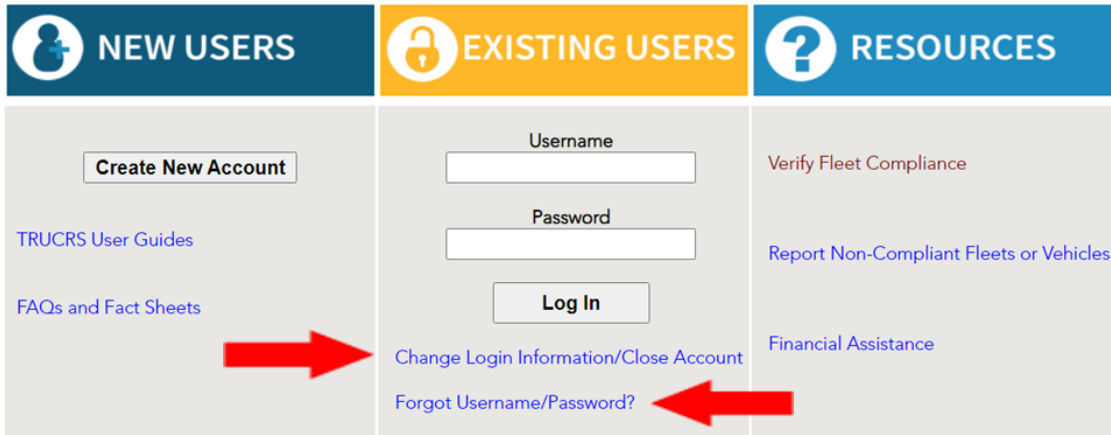 NEW USERS
Create New Account
TRUCRS User Guides
FAQs and Fact Sheets
EXISTING USERS
Username
Password
Log In
Change Login Information/Close Account
Forgot Username/Password?
RESOURCES
Verify Fleet Compliance
Report Non-Compliant Fleets or Vehicles
Financial Assistance